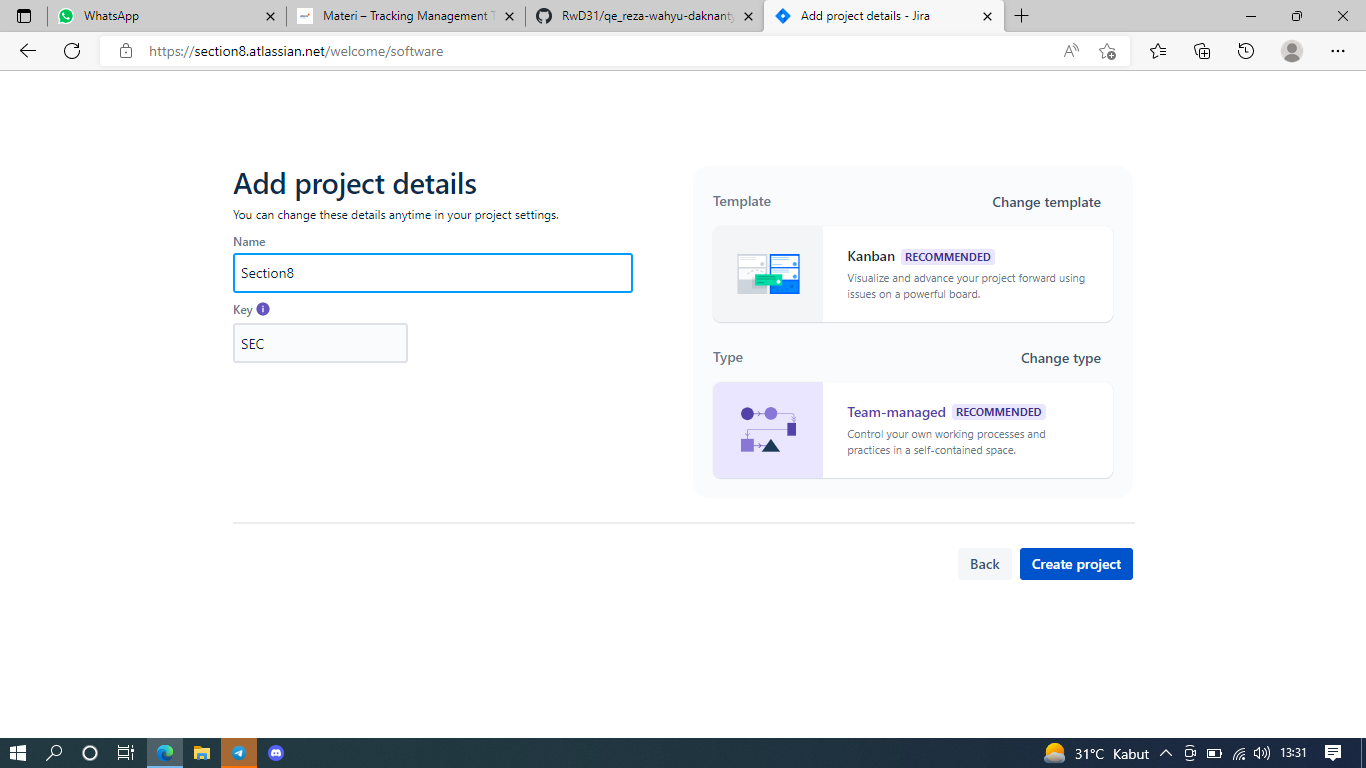 WhatsApp
Materi – Tracking Management T
RwD31/qe_reza-wahyu-daknanty
Add project details - Jira
https://section8.atlassian.net/welcome/software
Add project details
You can change these details anytime in your project settings.
Name
Section8
Key
SEC
Template
Change template
Kanban RECOMMENDED
Visualize and advance your project forward using
issues on a powerful board.
Type
Change type
Team-managed RECOMMENDED
Control your own working processes and
practices in a self-contained space.
Back
Create project
31°C Kabut
13:31